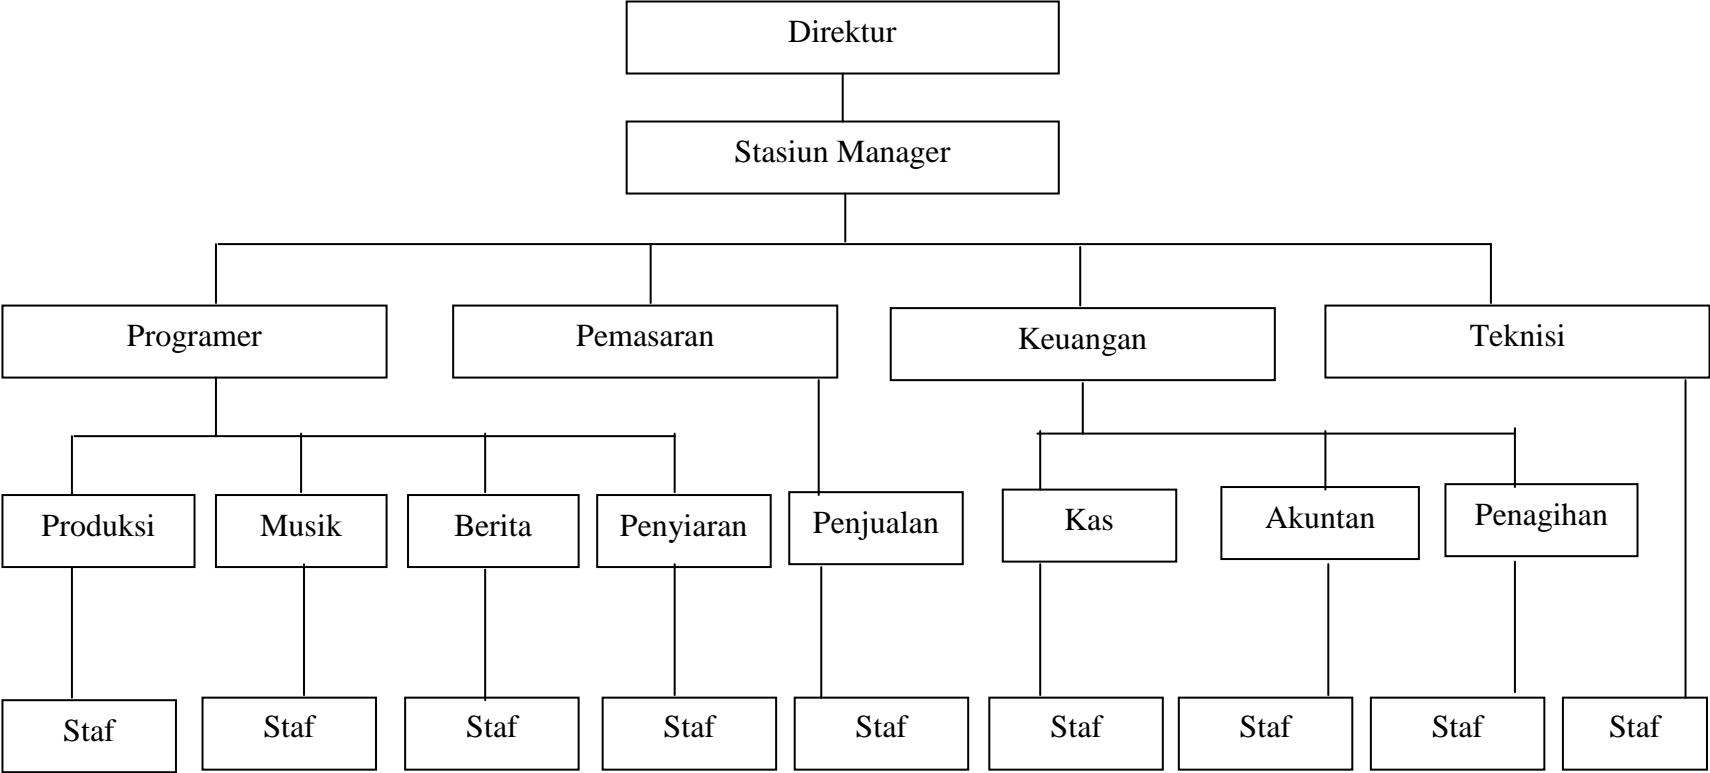 Direktur
Stasiun Manager
Programer
Pemasaran
Keuangan
Teknisi
Produksi
Musik
Berita
Penyiaran
Penjualan
Kas
Akuntan
Penagihan
Staf
Staf
Staf
Staf
Staf
Staf
Staf
Staf
Staf